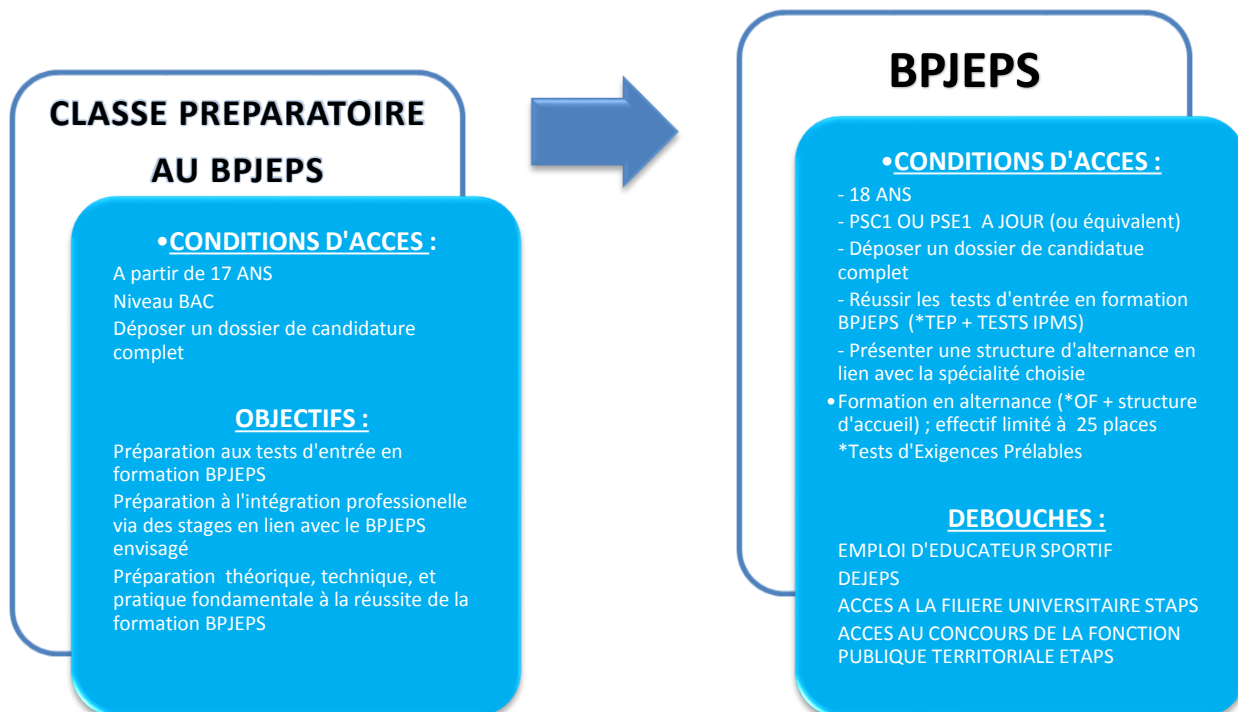 CLASSE PREPARATOIRE
AU BPJEPS
•CONDITIONS D'ACCES :
A partir de 17 ANS
Niveau BAC
Déposer un dossier de candidature
complet
OBJECTIFS :
Préparation aux tests d'entrée en
formation BPJEPS
Préparation à l'intégration professionelle
via des stages en lien avec le BPJEPS
envisagé
Préparation théorique, technique, et
pratique fondamentale à la réussite de la
formation BPJEPS
BPJEPS
•CONDITIONS D'ACCES :
- 18 ANS
- PSC1 OU PSE1 A JOUR (ou équivalent)
- Déposer un dossier de candidatue
complet
- Réussir les tests d'entrée en formation
BPJEPS (*TEP + TESTS IPMS)
- Présenter une structure d'alternance en
lien avec la spécialité choisie
•Formation en alternance (*OF + structure
d'accueil) ; effectif limité à 25 places
*Tests d'Exigences Prélables
DEBOUCHES :
EMPLOI D'EDUCATEUR SPORTIF
DEJEPS
ACCES A LA FILIERE UNIVERSITAIRE STAPS
ACCES AU CONCOURS DE LA FONCTION
PUBLIQUE TERRITORIALE ETAPS